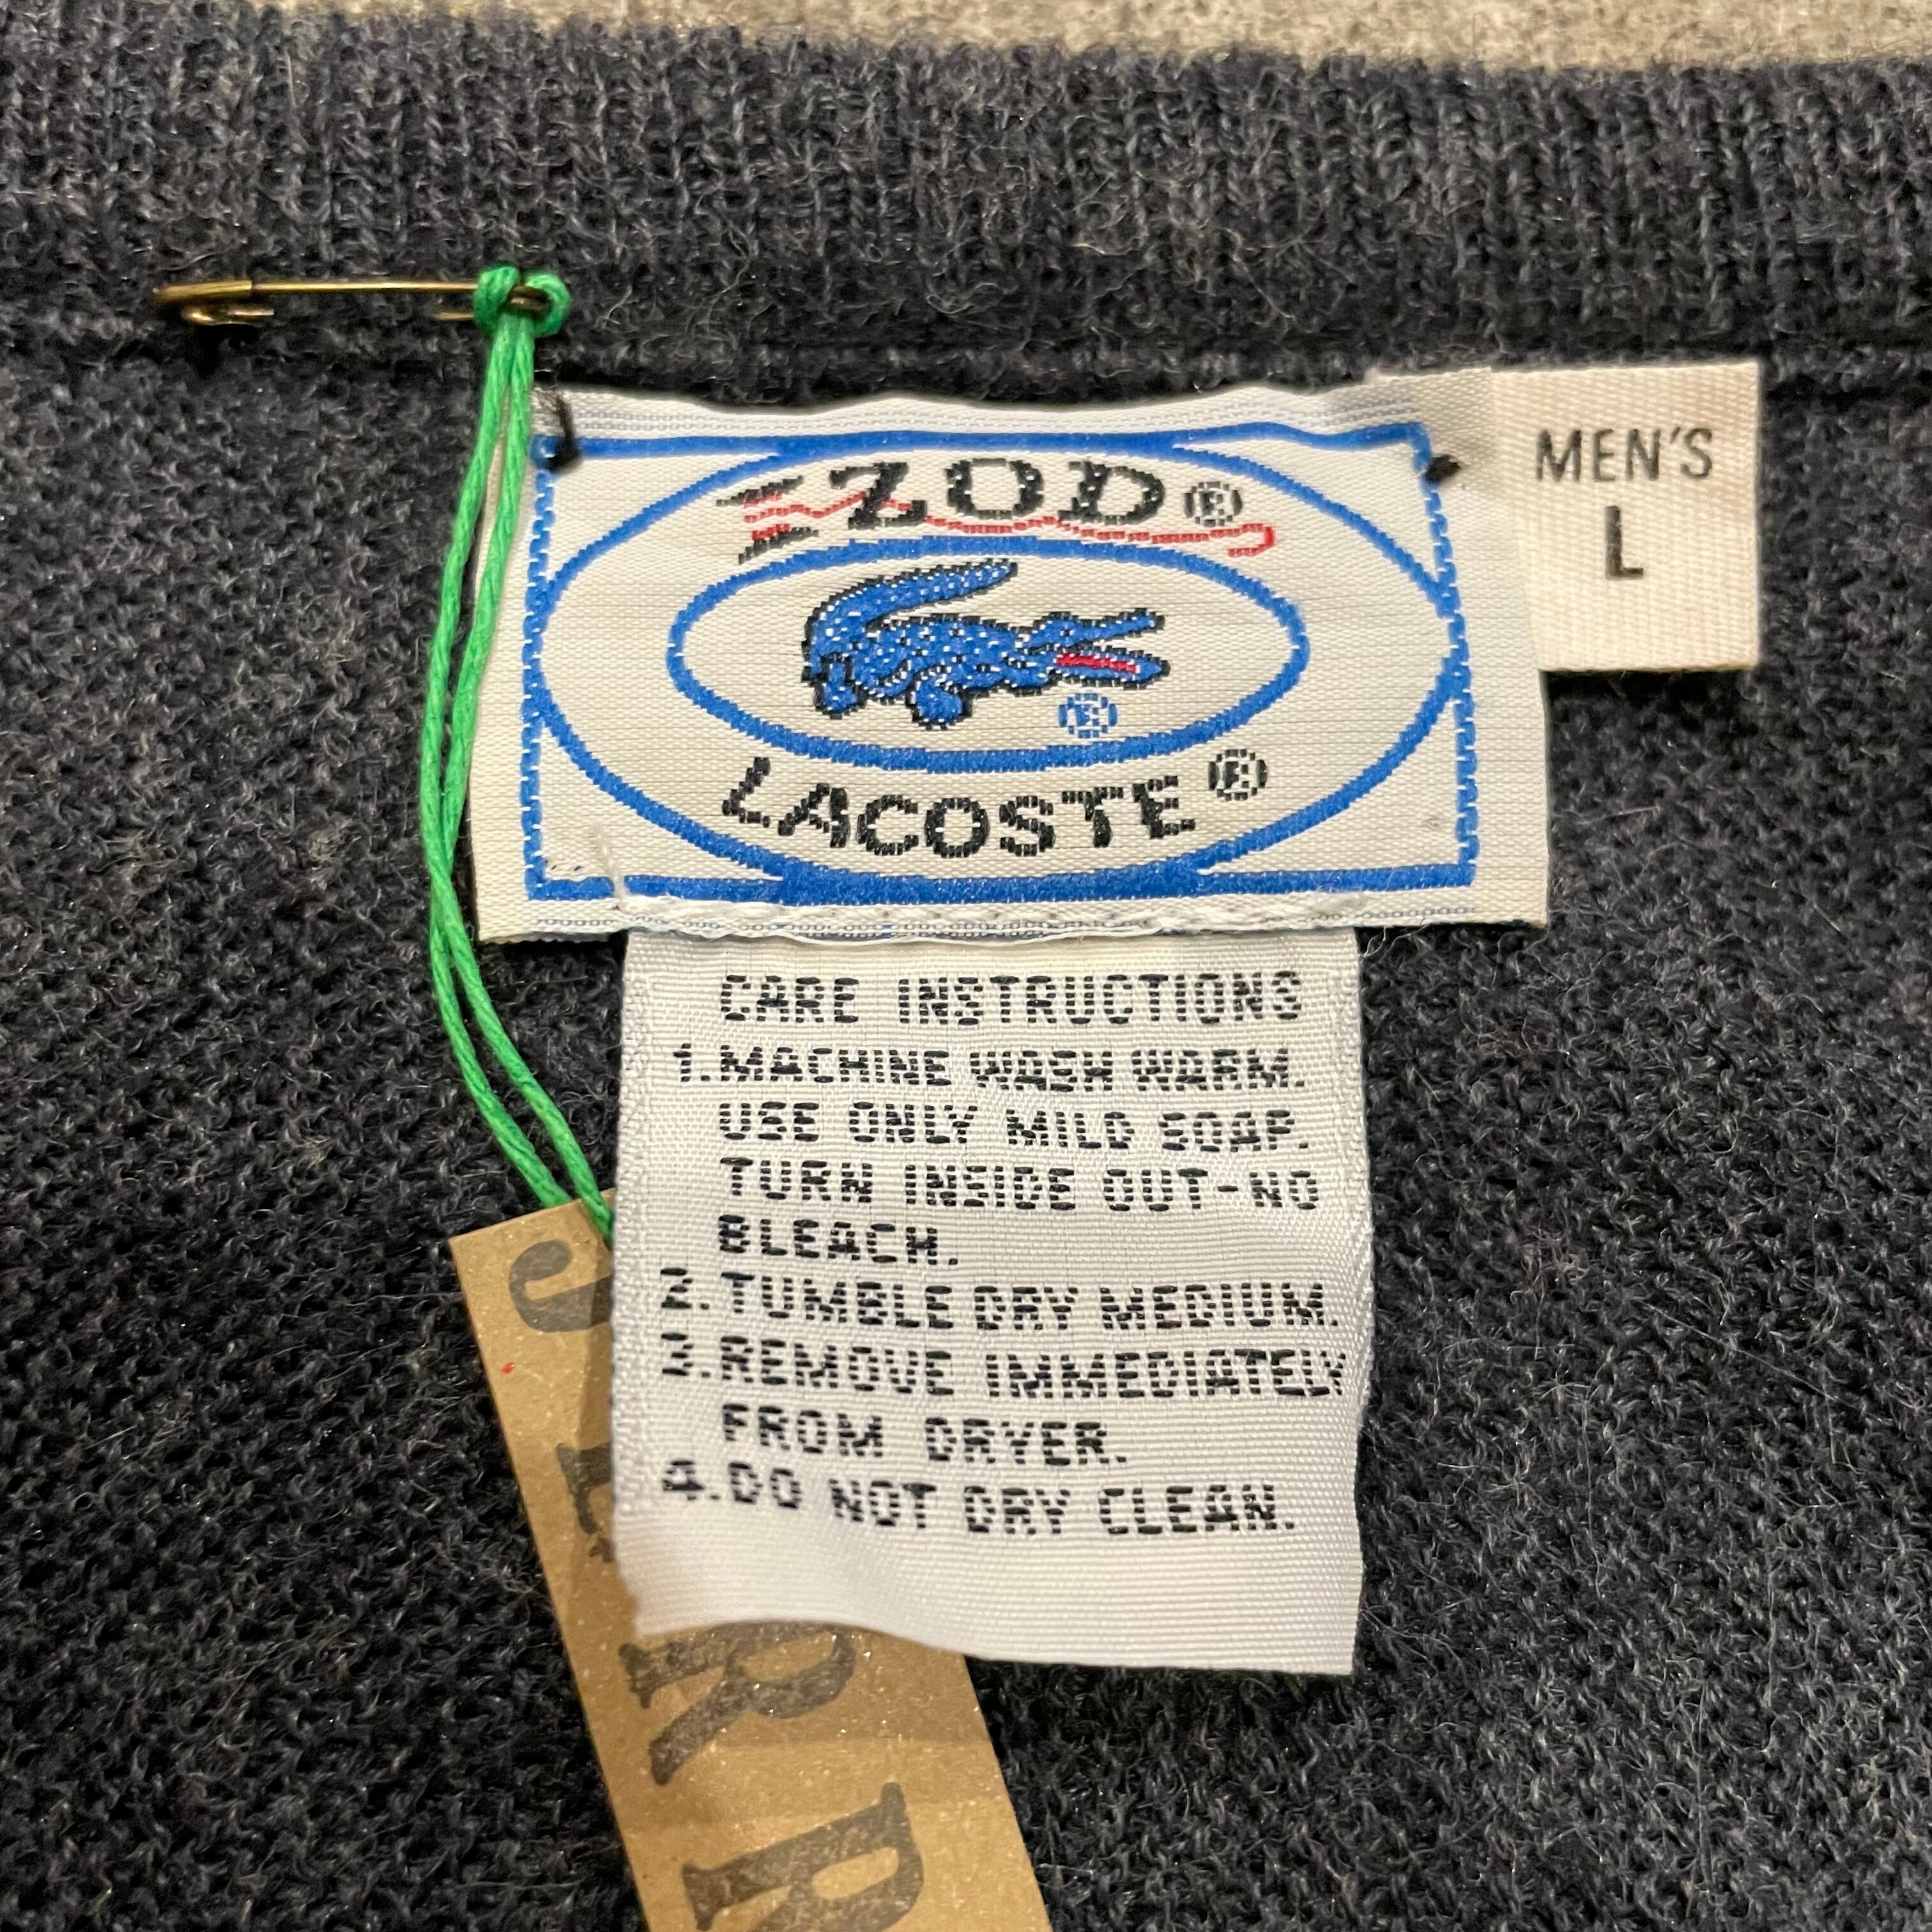 IZOD®
®
LACOSTE®
MEN'S
L
CARE INSTRUCTIONS
1.MACHINE WASH WARM.
USE ONLY MILD SOAP.
TURN INSIDE OUT-NO
BLEACH.
2.TUMBLE DRY MEDIUM.
3.REMOVE IMMEDIATELY
FROM DRYER.
4.DO NOT DRY CLEAN.
JERR